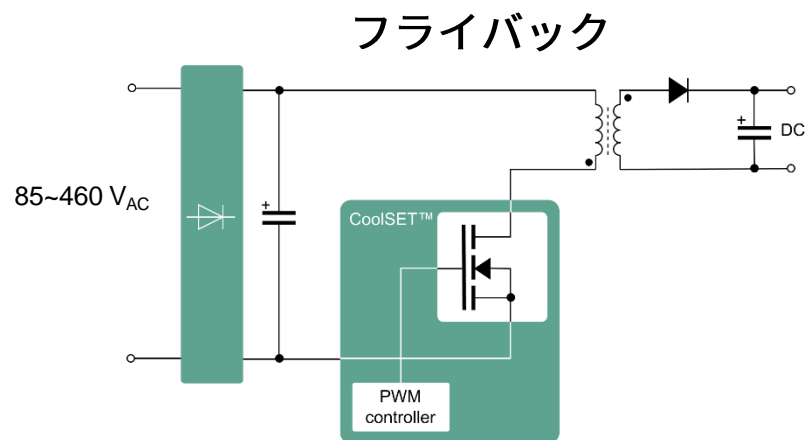 フライバック
DC
85~460 VAC
CoolSET™
PWM
controller